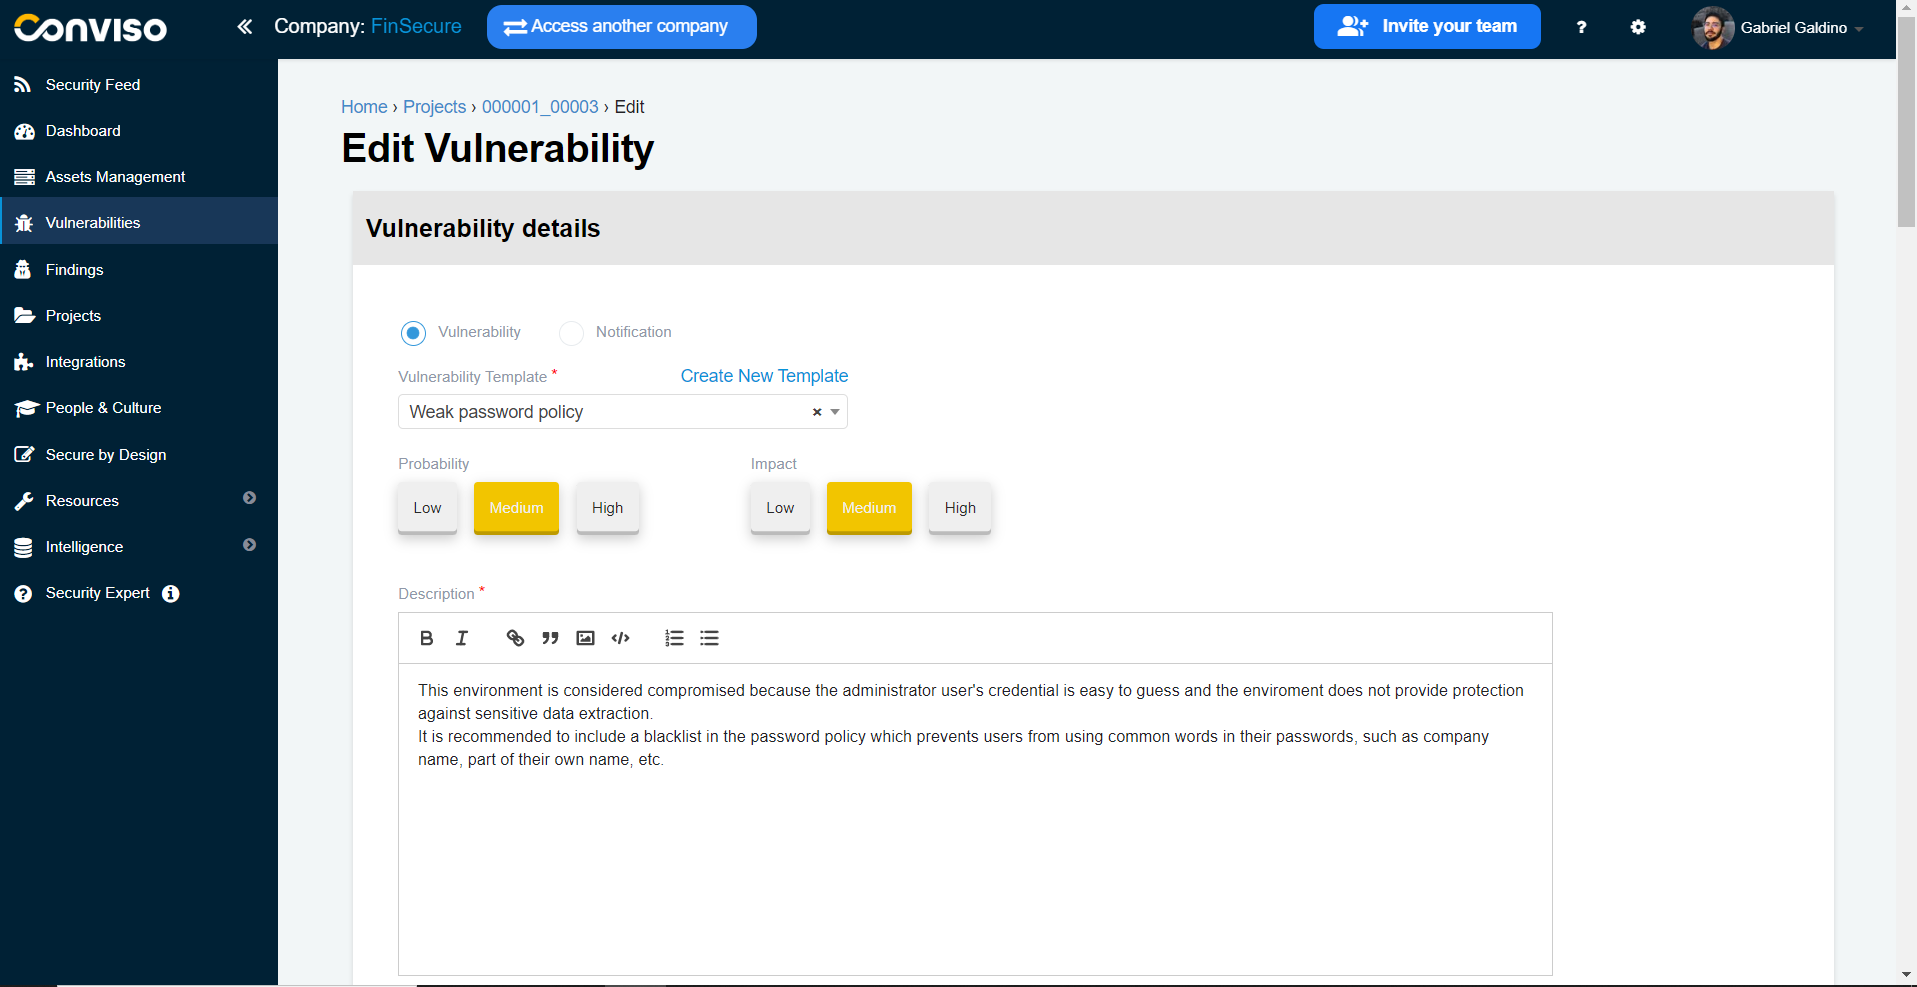 Conviso
Company: FinSecure
Access another company
Invite your team
?
Gabriel Galdino
Security Feed
Dashboard
Assets Management
Vulnerabilities
Findings
Projects
Integrations
People & Culture
Secure by Design
Resources
Intelligence
Security Expert
Home › Projects › 000001_00003 › Edit
Edit Vulnerability
Vulnerability details
Vulnerability Notification
Vulnerability Template * Create New Template
Weak password policy ×
Probability Impact
Low Medium High Low Medium High
Description *
This environment is considered compromised because the administrator user's credential is easy to guess and the enviroment does not provide protection
against sensitive data extraction.
It is recommended to include a blacklist in the password policy which prevents users from using common words in their passwords, such as company
name, part of their own name, etc.